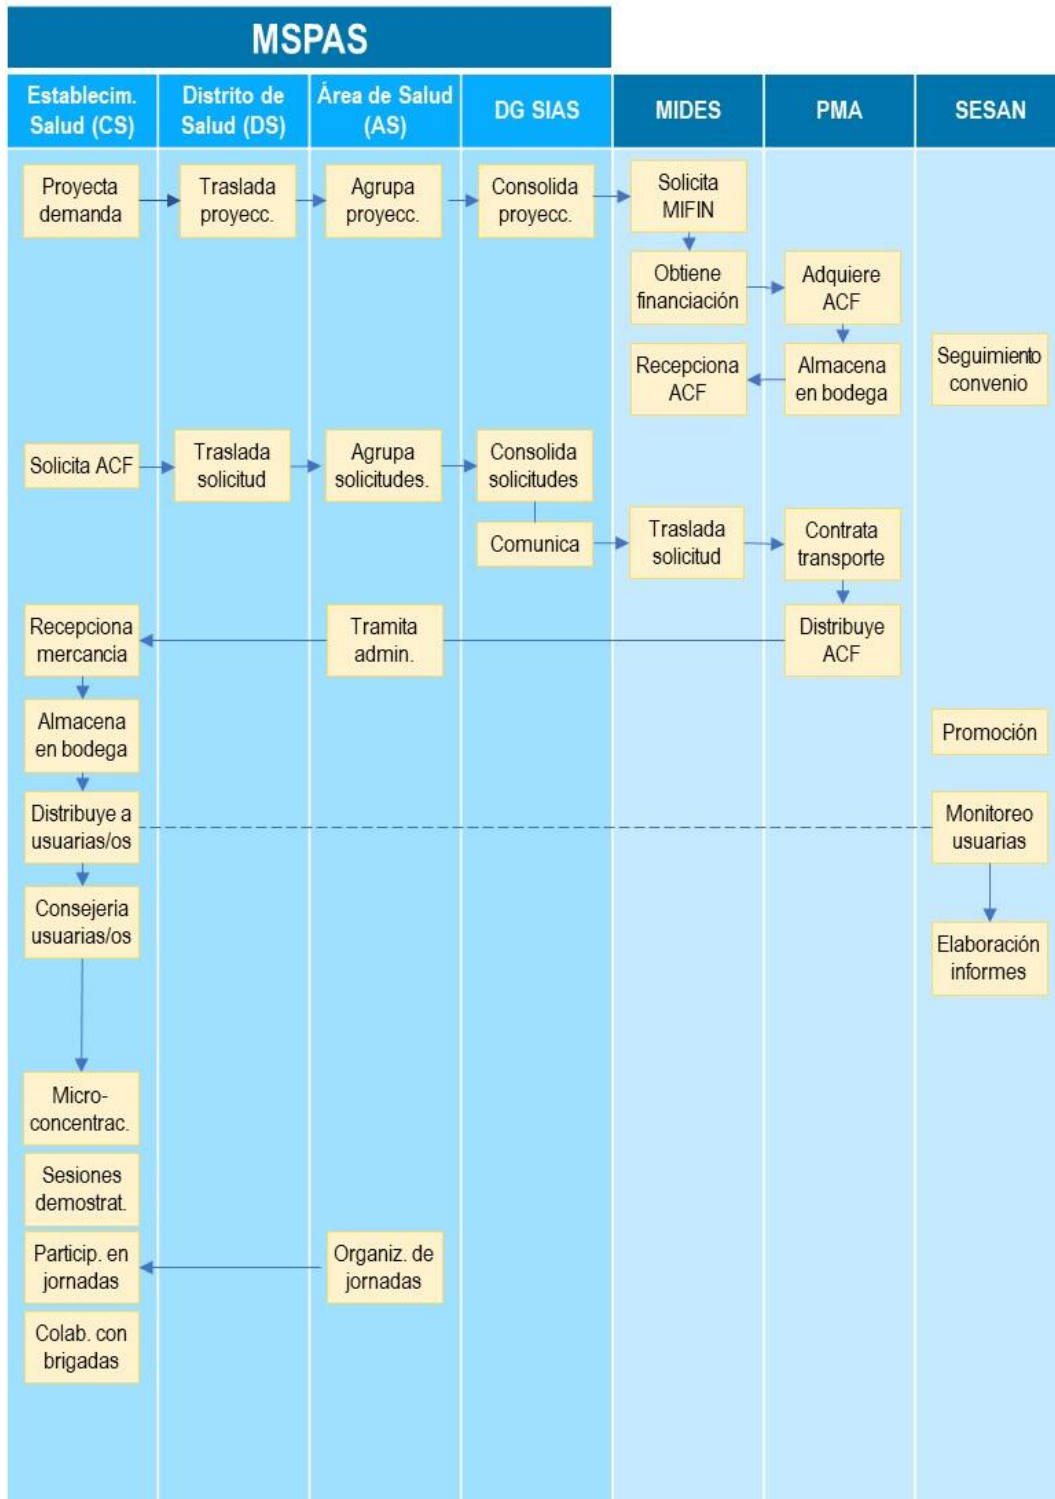 MSPAS
Establecim.
Salud (CS)
Distrito de
Salud (DS)
Área de Salud
(AS)
DG SIAS
MIDES
PMA
SESAN
Proyecta
demanda
Traslada
proyecc.
Agrupa
proyecc.
Consolida
proyecc.
Solicita
MIFIN
Obtiene
financiación
Adquiere
ACF
Recepciona
ACF
Almacena
en bodega
Seguimiento
convenio
Solicita ACF
Traslada
solicitud
Agrupa
solicitudes.
Consolida
solicitudes
Comunica
Traslada
solicitud
Contrata
transporte
Recepciona
mercancia
Tramita
admin.
Distribuye
ACF
Almacena
en bodega
Promoción
Distribuye a
usuarias/os
Monitoreo
usuarias
Consejería
usuarias/os
Elaboración
informes
Micro-
concentrac.
Sesiones
demostrat.
Particip. en
jornadas
Organiz. de
jornadas
Colab. con
brigadas